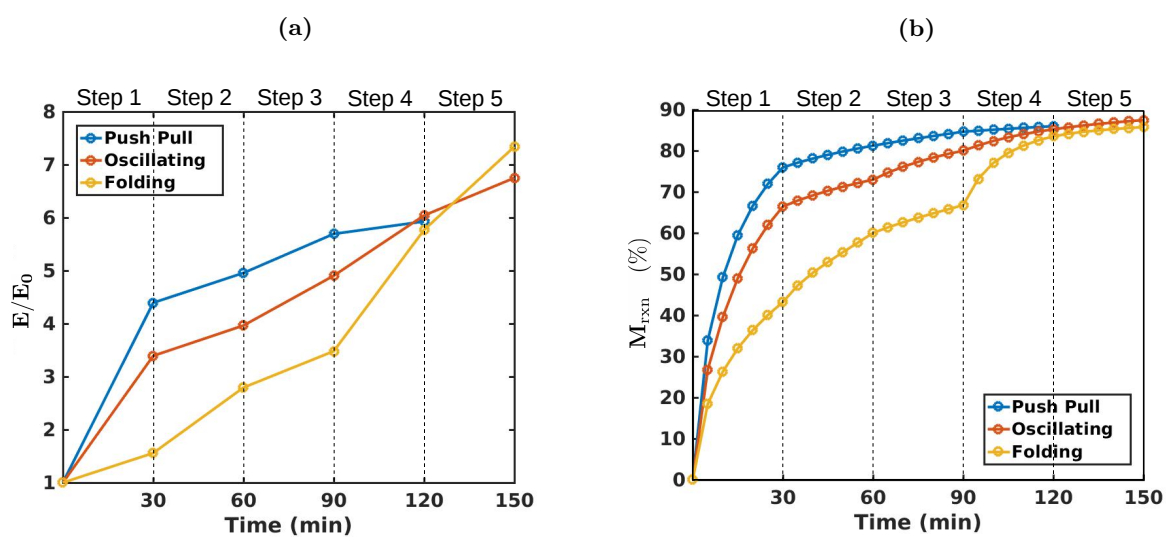 (a)
Step 1 Step 2 Step 3 Step 4 Step 5
8
7
6
5
4
3
2
1
E/E0
Push Pull
Oscillating
Folding
30 60 90 120 150
Time (min)
(b)
Step 1 Step 2 Step 3 Step 4 Step 5
90
80
70
60
50
40
30
20
10
0
Mrxn (%)
Push Pull
Oscillating
Folding
30 60 90 120 150
Time (min)